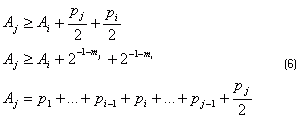 A_j ≥ A_i + p_j/2 + p_i/2
A_j ≥ A_i + 2^{-1-m_i} + 2^{-1-m_i}
A_j = p_1 + ... + p_{i-1} + p_i + ... + p_{j-1} + p_j/2
(6)